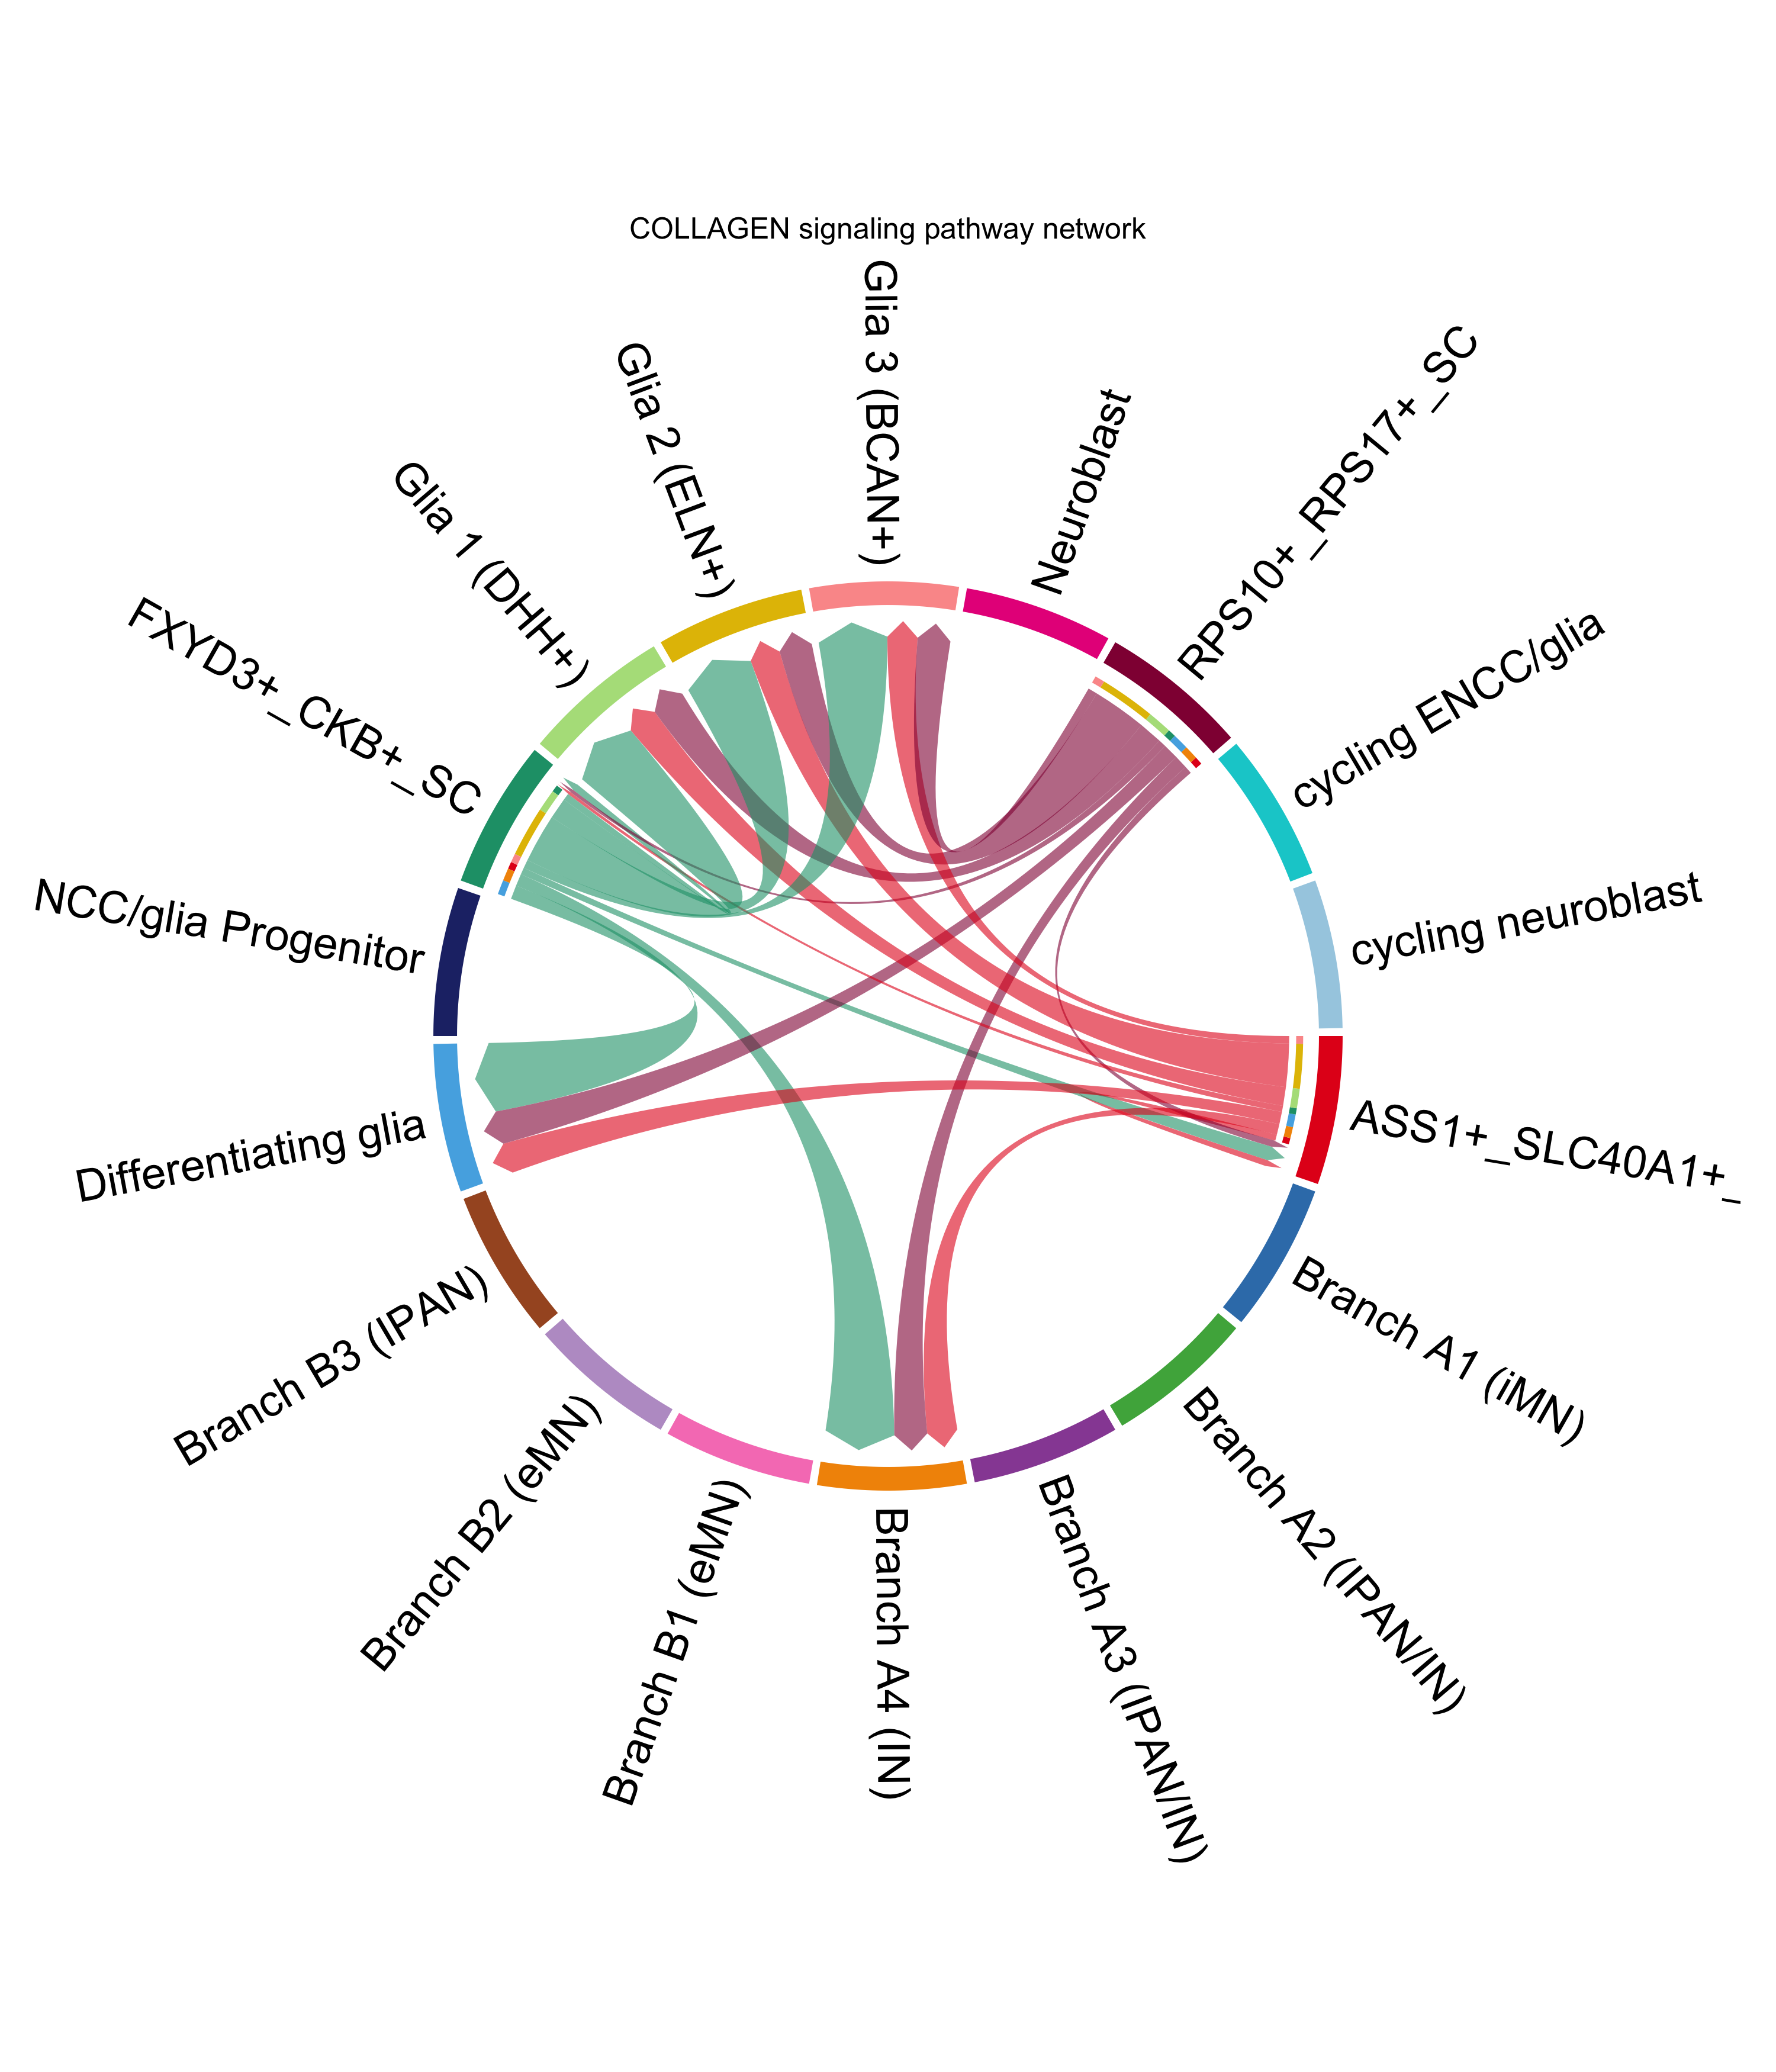 COLLAGEN signaling pathway network
Glia 3 (BCAN+)
Neuroblast
RPS10+_RPS17+_SC
cycling ENCC/glia
cycling neuroblast
ASS1+_SLC40A1+_
Branch A1 (iMN)
Branch A2 (IPAN/IN)
Branch A3 (IPAN/IN)
Branch A4 (IN)
Branch B1 (eMN)
Branch B2 (eMN)
Branch B3 (IPAN)
Differentiating glia
NCC/glia Progenitor
FXYD3+_CKB+_SC
Glia 1 (DHH+)
Glia 2 (ELN+)